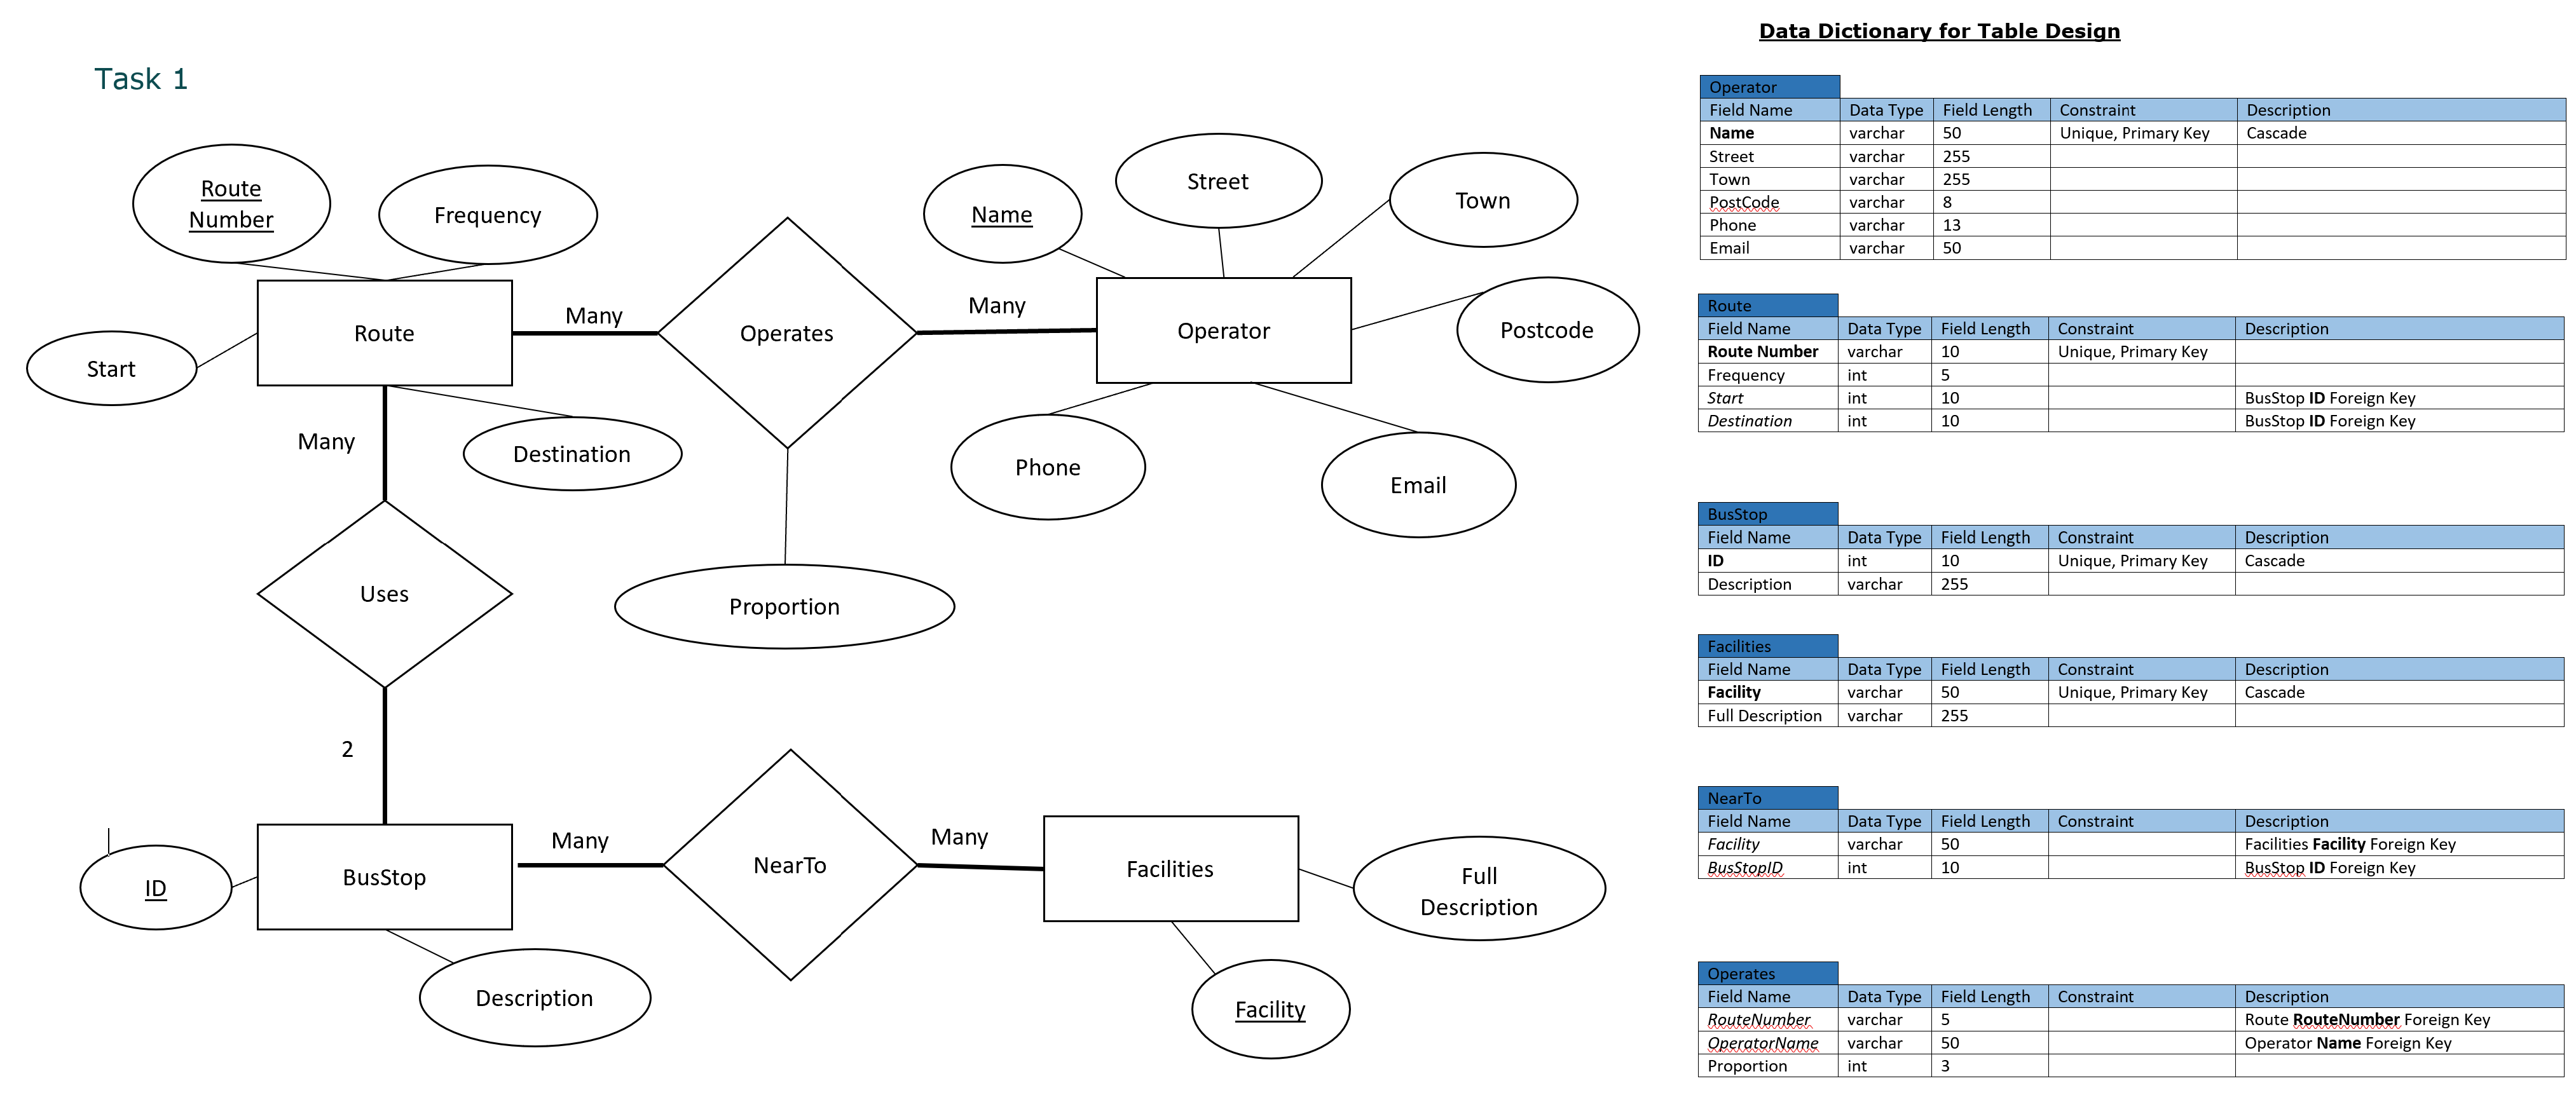 Task 1
Route
Number
Frequency
Start
Route
Destination
Many
Operates
Many
Proportion
Name
Street
Town
Postcode
Operator
Phone
Email
Many
Uses
2
ID
BusStop
Description
Many
NearTo
Many
Facilities
Full
Description
Facility
Data Dictionary for Table Design
Operator
Field Name Data Type Field Length Constraint Description
Name varchar 50 Unique, Primary Key Cascade
Street varchar 255
Town varchar 255
PostCode varchar 8
Phone varchar 13
Email varchar 50
Route
Field Name Data Type Field Length Constraint Description
Route Number varchar 10 Unique, Primary Key
Frequency int 5
Start int 10 BusStop ID Foreign Key
Destination int 10 BusStop ID Foreign Key
BusStop
Field Name Data Type Field Length Constraint Description
ID int 10 Unique, Primary Key Cascade
Description varchar 255
Facilities
Field Name Data Type Field Length Constraint Description
Facility varchar 50 Unique, Primary Key Cascade
Full Description varchar 255
NearTo
Field Name Data Type Field Length Constraint Description
Facility varchar 50 Facilities Facility Foreign Key
BusStopID int 10 BusStop ID Foreign Key
Operates
Field Name Data Type Field Length Constraint Description
RouteNumber varchar 5 Route RouteNumber Foreign Key
OperatorName varchar 50 Operator Name Foreign Key
Proportion int 3